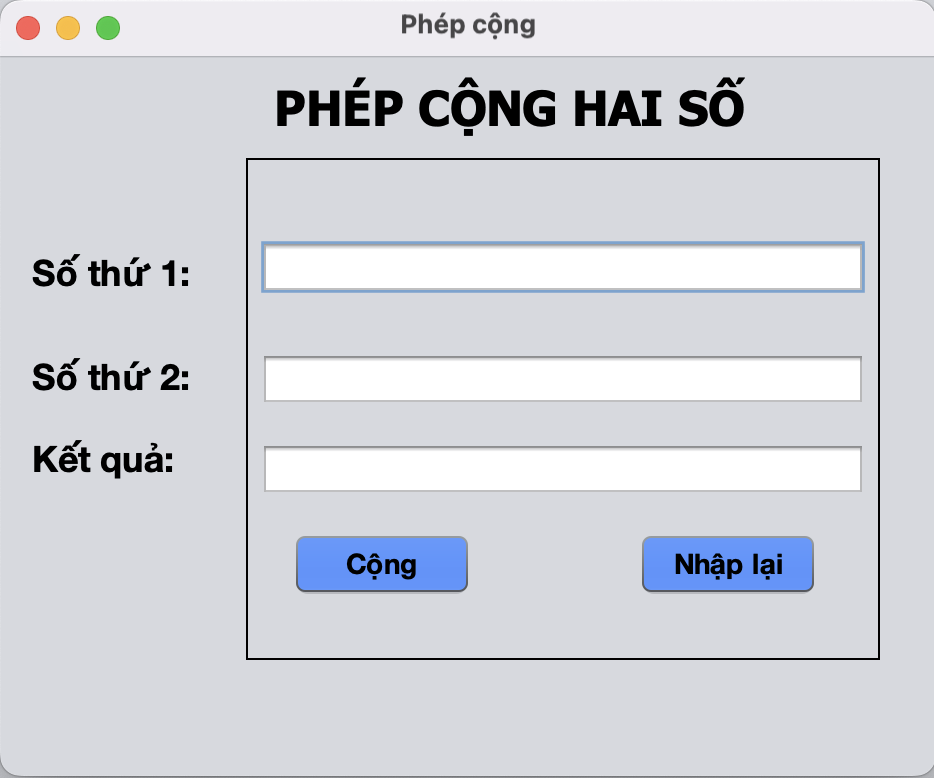 Phép cộng
PHÉP CỘNG HAI SỐ
Số thứ 1:
Số thứ 2:
Kết quả:
Cộng
Nhập lại